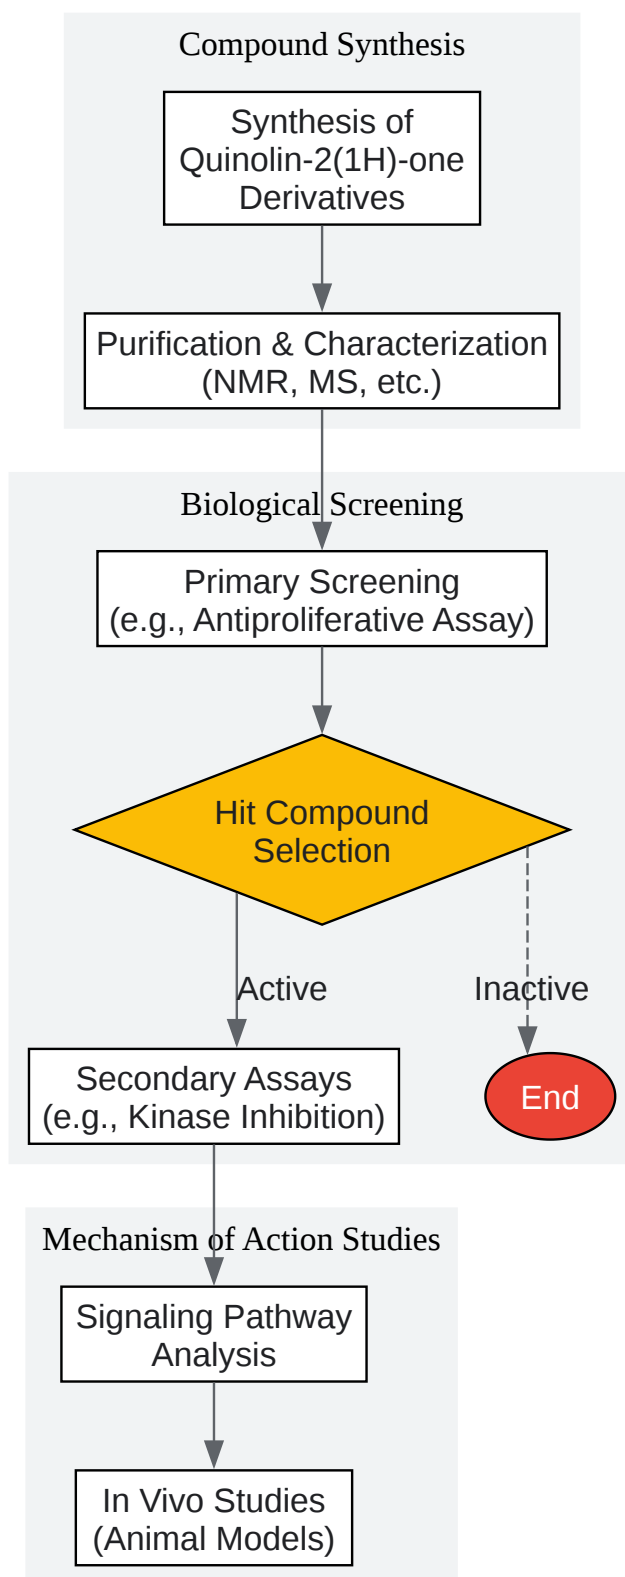 Compound Synthesis
Synthesis of
Quinolin-2(1H)-one
Derivatives
Purification & Characterization
(NMR, MS, etc.)
Biological Screening
Primary Screening
(e.g., Antiproliferative Assay)
Hit Compound
Selection
Active
Inactive
Secondary Assays
(e.g., Kinase Inhibition)
End
Mechanism of Action Studies
Signaling Pathway
Analysis
In Vivo Studies
(Animal Models)